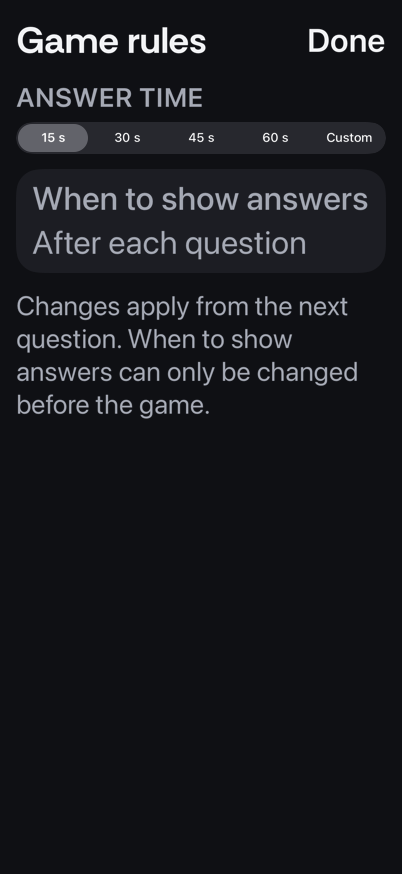 Game rules
Done
ANSWER TIME
15 s
30 s
45 s
60 s
Custom
When to show answers
After each question
Changes apply from the next
question. When to show
answers can only be changed
before the game.